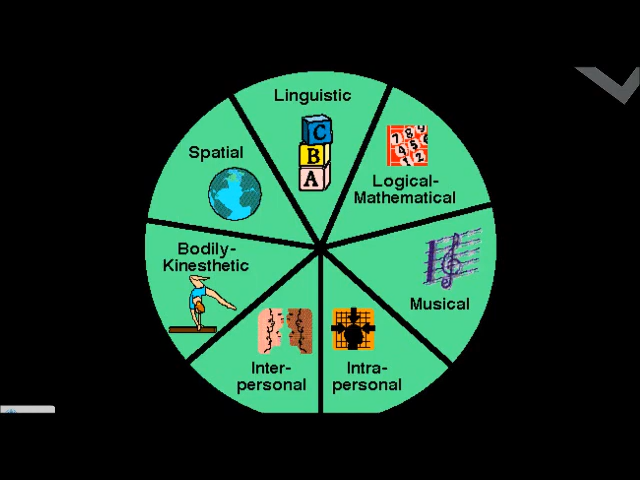 Linguistic
C
B
A
Logical-
Mathematical
Musical
Intra-
personal
Inter-
personal
Bodily-
Kinesthetic
Spatial